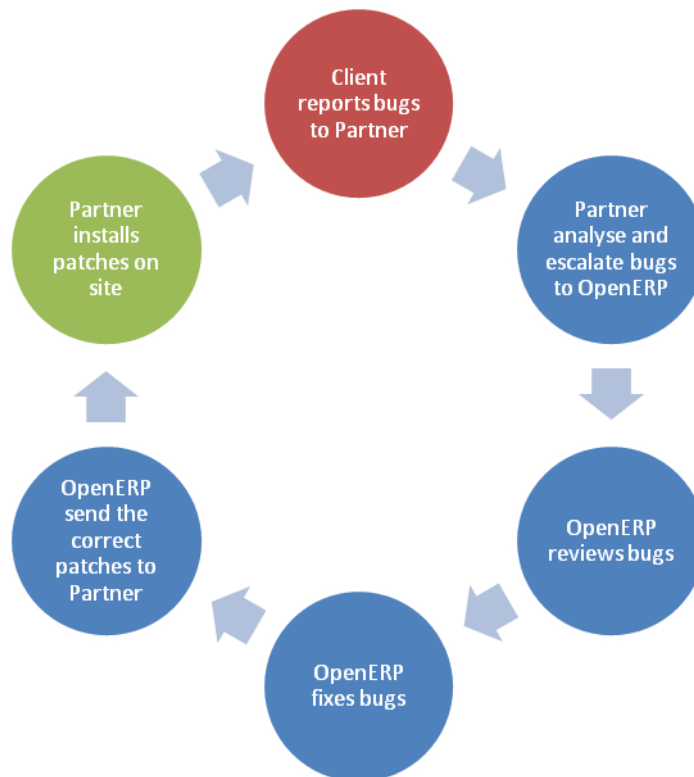 Client
reports bugs
to Partner
Partner
analyse and
escalate bugs
to OpenERP
OpenERP
reviews bugs
OpenERP
fixes bugs
OpenERP
send the
correct
patches to
Partner
Partner
installs
patches on
site